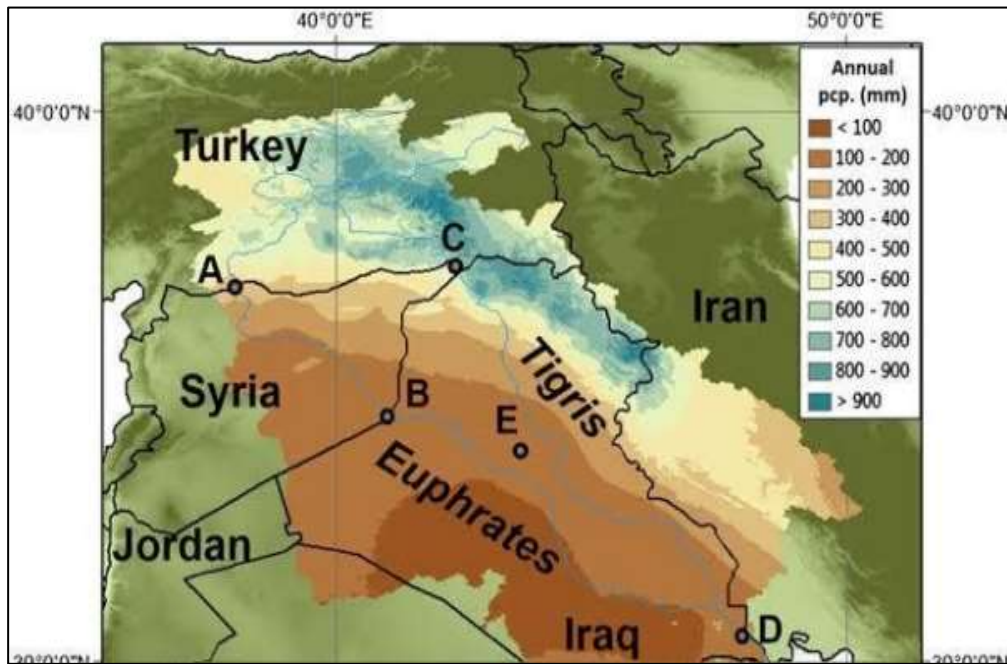 40°0'0"E
50°0'0"E
Annual
pcp. (mm)
< 100
100 - 200
200 - 300
300 - 400
400 - 500
500 - 600
600 - 700
700 - 800
800 - 900
> 900
40°0'0"N
40°0'0"N
Turkey
C
A
Iran
Tigris
Syria
B
E
Euphrates
Jordan
Iraq
D